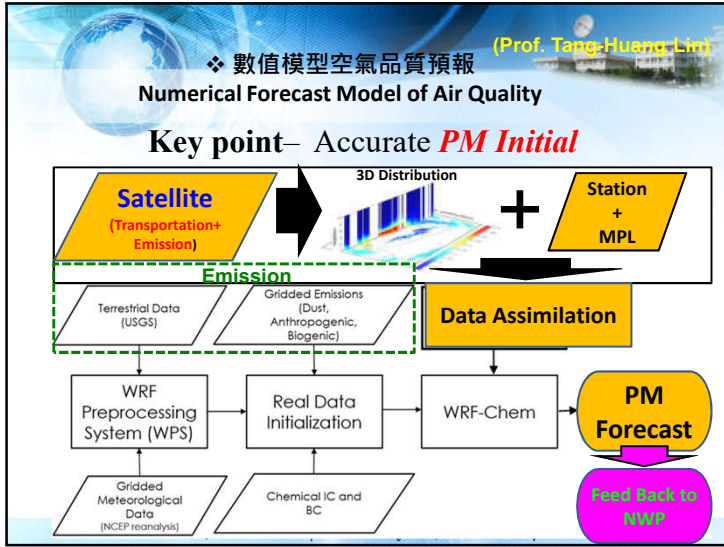 (Prof. Tang-Huang Lin)
❖ 數值模型空氣品質預報
Numerical Forecast Model of Air Quality
Key point– Accurate PM Initial
Satellite
(Transportation+
Emission)
3D Distribution
+
Station
+
MPL
Emission
Terrestrial Data
(USGS)
Gridded Emissions
(Dust,
Anthropogenic,
Biogenic)
Data Assimilation
WRF
Preprocessing
System (WPS)
Real Data
Initialization
WRF-Chem
PM
Forecast
Gridded
Meteorological
Data
(NCEP reanalysis)
Chemical IC and
BC
Feed Back to
NWP